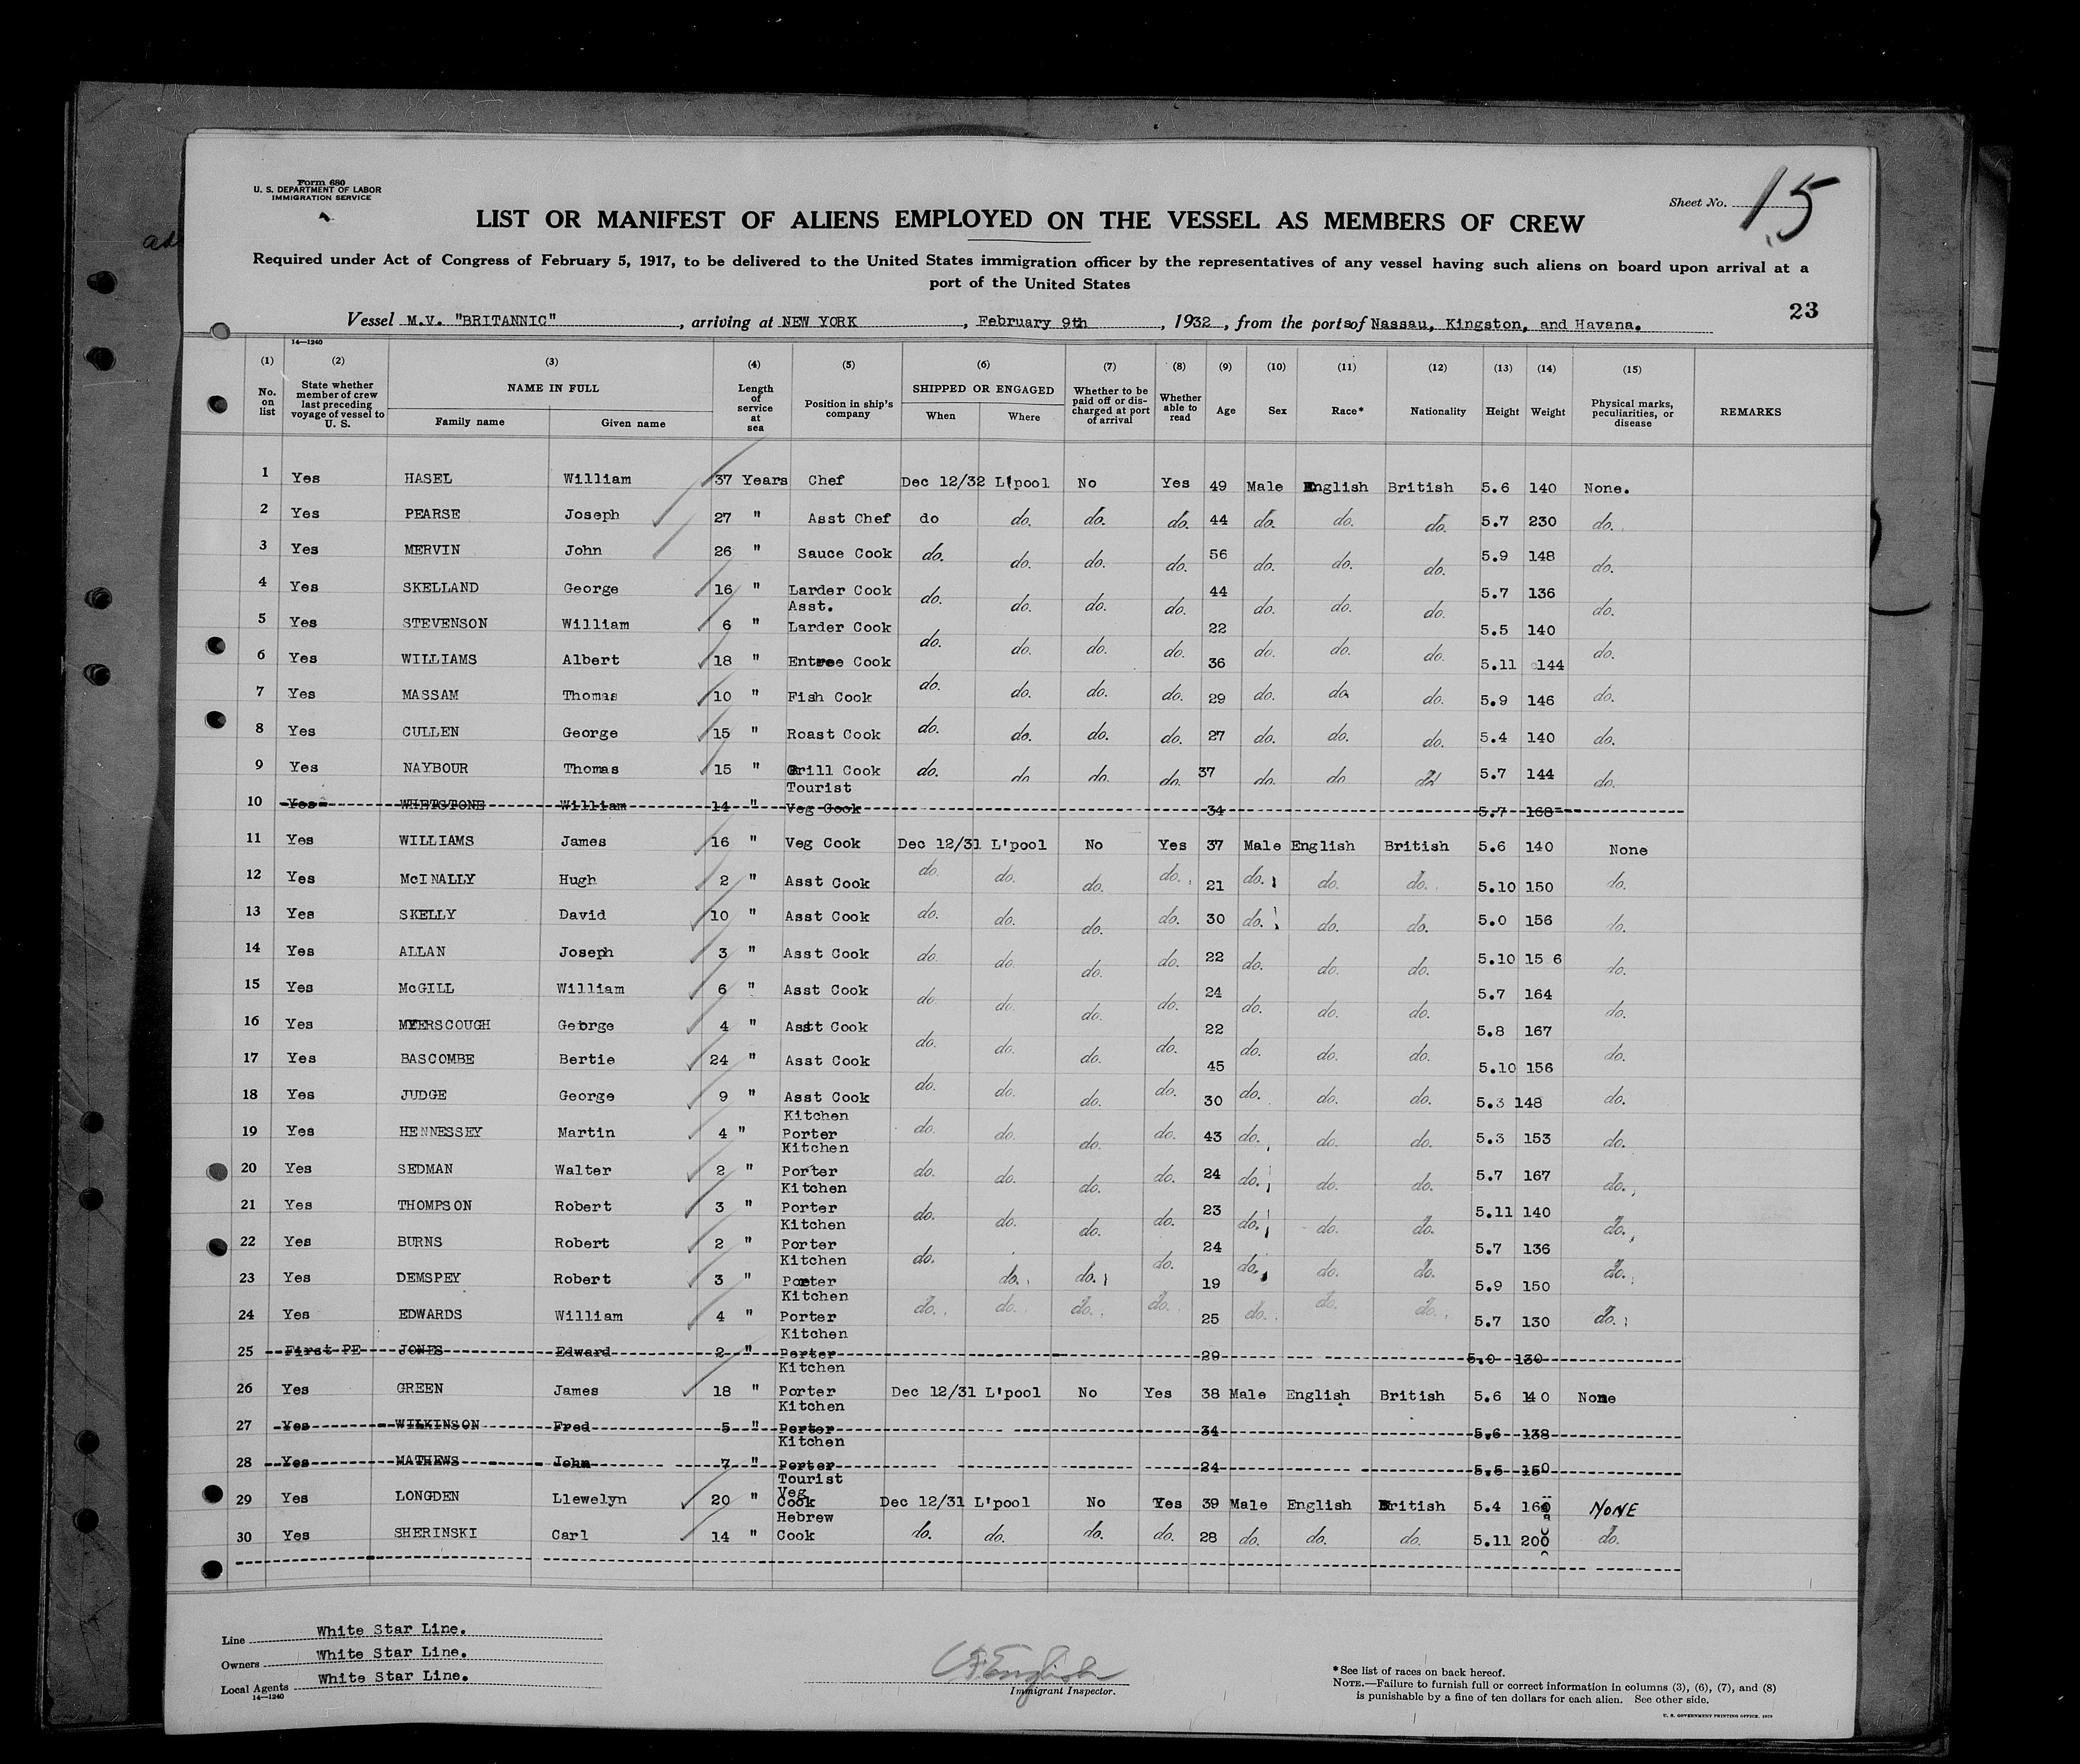 Form 680
U. S. DEPARTMENT OF LABOR
IMMIGRATION SERVICE
Sheet No. 15
LIST OR MANIFEST OF ALIENS EMPLOYED ON THE VESSEL AS MEMBERS OF CREW
Required under Act of Congress of February 5, 1917, to be delivered to the United States immigration officer by the representatives of any vessel having such aliens on board upon arrival at a
port of the United States
23
Vessel M.V. "BRITANNIC", arriving at NEW YORK, February 9th, 1932, from the ports of Nassau, Kingston, and Havana.
14—1240
(1) (2) (3) (4) (5) (6) (7) (8) (9) (10) (11) (12) (13) (14) (15)
No. on list State whether member of crew last preceding voyage of vessel to U. S. NAME IN FULL Family name Given name Length of service at sea Position in ship's company SHIPPED OR ENGAGED When Where Whether to be paid off or discharged at port of arrival Whether able to read Age Sex Race* Nationality Height Weight Physical marks, peculiarities, or disease REMARKS
1 Yes HASEL William 37 Years Chef Dec 12/32 L'pool No Yes 49 Male English British 5.6 140 None.
2 Yes PEARSE Joseph 27 " Asst Chef do do. do. do. 44 do. do. do. 5.7 230 do.
3 Yes MERVIN John 26 " Sauce Cook do. do. do. do. 56 do. do. do. 5.9 148 do.
4 Yes SKELLAND George 16 " Larder Cook do. do. do. do. 44 do. do. do. 5.7 136 do.
5 Yes STEVENSON William 6 " Asst. Larder Cook do. do. do. do. 22 do. do. do. 5.5 140 do.
6 Yes WILLIAMS Albert 18 " Entree Cook do. do. do. do. 36 do. do. do. 5.11 144 do.
7 Yes MASSAM Thomas 10 " Fish Cook do. do. do. do. 29 do. do. do. 5.9 146 do.
8 Yes CULLEN George 15 " Roast Cook do. do. do. do. 27 do. do. do. 5.4 140 do.
9 Yes NAYBOUR Thomas 15 " Grill Cook do. do do. do. 37 do. do do 5.7 144 do.
10 Yes WHETSTONE William 14 " Tourist Veg Cook 34 5.7 168
11 Yes WILLIAMS James 16 " Veg Cook Dec 12/31 L'pool No Yes 37 Male English British 5.6 140 None
12 Yes McINALLY Hugh 2 " Asst Cook do. do. do. do. 21 do. do. do. 5.10 150 do.
13 Yes SKELLY David 10 " Asst Cook do. do. do. do. 30 do. do. do. 5.0 156 do.
14 Yes ALLAN Joseph 3 " Asst Cook do. do. do. do. 22 do. do. do. 5.10 15 6 do.
15 Yes McGILL William 6 " Asst Cook do. do. do. do. 24 do. do. do. 5.7 164 do.
16 Yes MYERSCOUGH George 4 " Asst Cook do. do. do. do. 22 do. do. do. 5.8 167 do.
17 Yes BASCOMBE Bertie 24 " Asst Cook do. do. do. do. 45 do. do. do. 5.10 156 do.
18 Yes JUDGE George 9 " Asst Cook do. do. do. do. 30 do. do. do. 5.3 148 do.
19 Yes HENNESSEY Martin 4 " Kitchen Porter do. do. do. do. 43 do. do. do. 5.3 153 do.
20 Yes SEDMAN Walter 2 " Kitchen Porter do. do. do. do. 24 do. do. do. 5.7 167 do.
21 Yes THOMPSON Robert 3 " Kitchen Porter do. do. do. do. 23 do. do. do. 5.11 140 do.
22 Yes BURNS Robert 2 " Kitchen Porter do. do. 24 do. do. do. 5.7 136 do.
23 Yes DEMSPEY Robert 3 " Kitchen Porter do. do. 19 5.9 150
24 Yes EDWARDS William 4 " Kitchen Porter do. do. do. do. 25 do. do. do. 5.7 130 do.
25 First PE JONES Edward 2 " Kitchen Porter 29 5.0 130
26 Yes GREEN James 18 " Kitchen Porter Dec 12/31 L'pool No Yes 38 Male English British 5.6 140 None
27 Yes WILKINSON Fred 5 " Kitchen Porter 34 5.6 138
28 Yes MATHEWS John 7 " Kitchen Porter 24 5.5 150
29 Yes LONGDEN Llewelyn 20 " Tourist Veg Cook Dec 12/31 L'pool No Yes 39 Male English British 5.4 160 NONE
30 Yes SHERINSKI Carl 14 " Hebrew Cook do. do. do. do. 28 do. do. do. 5.11 200 do.
Line White Star Line.
Owners White Star Line.
Local Agents White Star Line.
14—1240
English
Immigrant Inspector.
*See list of races on back hereof.
NOTE.—Failure to furnish full or correct information in columns (3), (6), (7), and (8)
is punishable by a fine of ten dollars for each alien. See other side.
U. S. GOVERNMENT PRINTING OFFICE